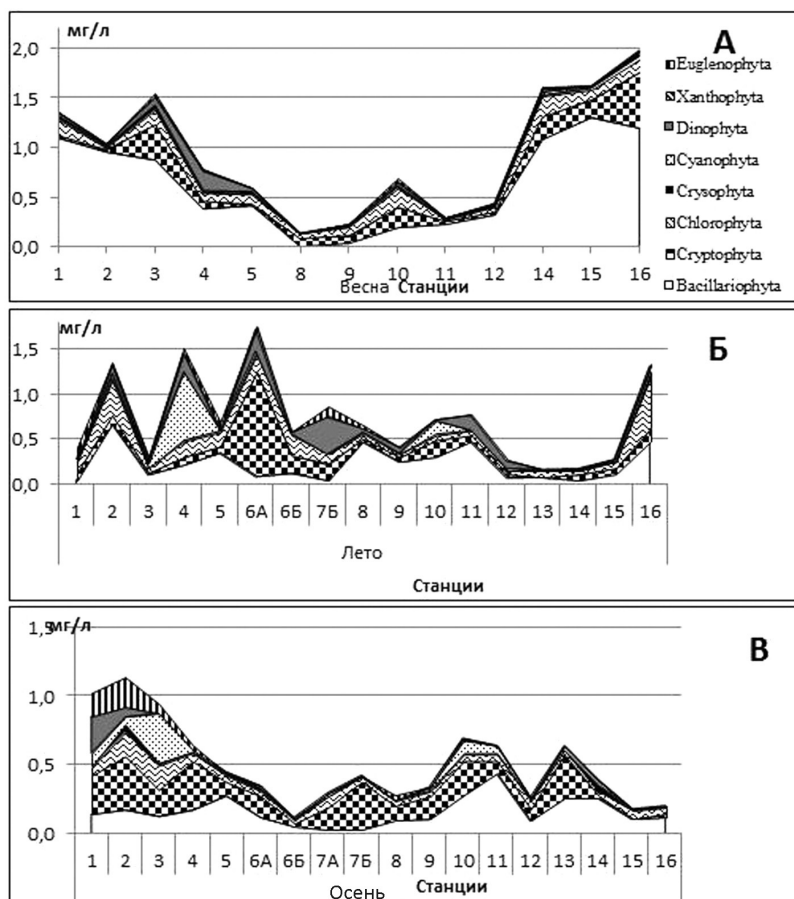 мг/л
А
2,0
1,5
1,0
0,5
0,0
1 2 3 4 5 8 9 10 11 12 14 15 16
Весна Станции
Euglenophyta
Xanthophyta
Dinophyta
Cyanophyta
Crysophyta
Chlorophyta
Cryptophyta
Bacillariophyta
мг/л
Б
1,5
1,0
0,5
0,0
1 2 3 4 5 6А 6Б 7Б 8 9 10 11 12 13 14 15 16
Лето
Станции
1,5 мг/л
В
1,0
0,5
0,0
1 2 3 4 5 6А 6Б 7А 7Б 8 9 10 11 12 13 14 15 16
Осень Станции